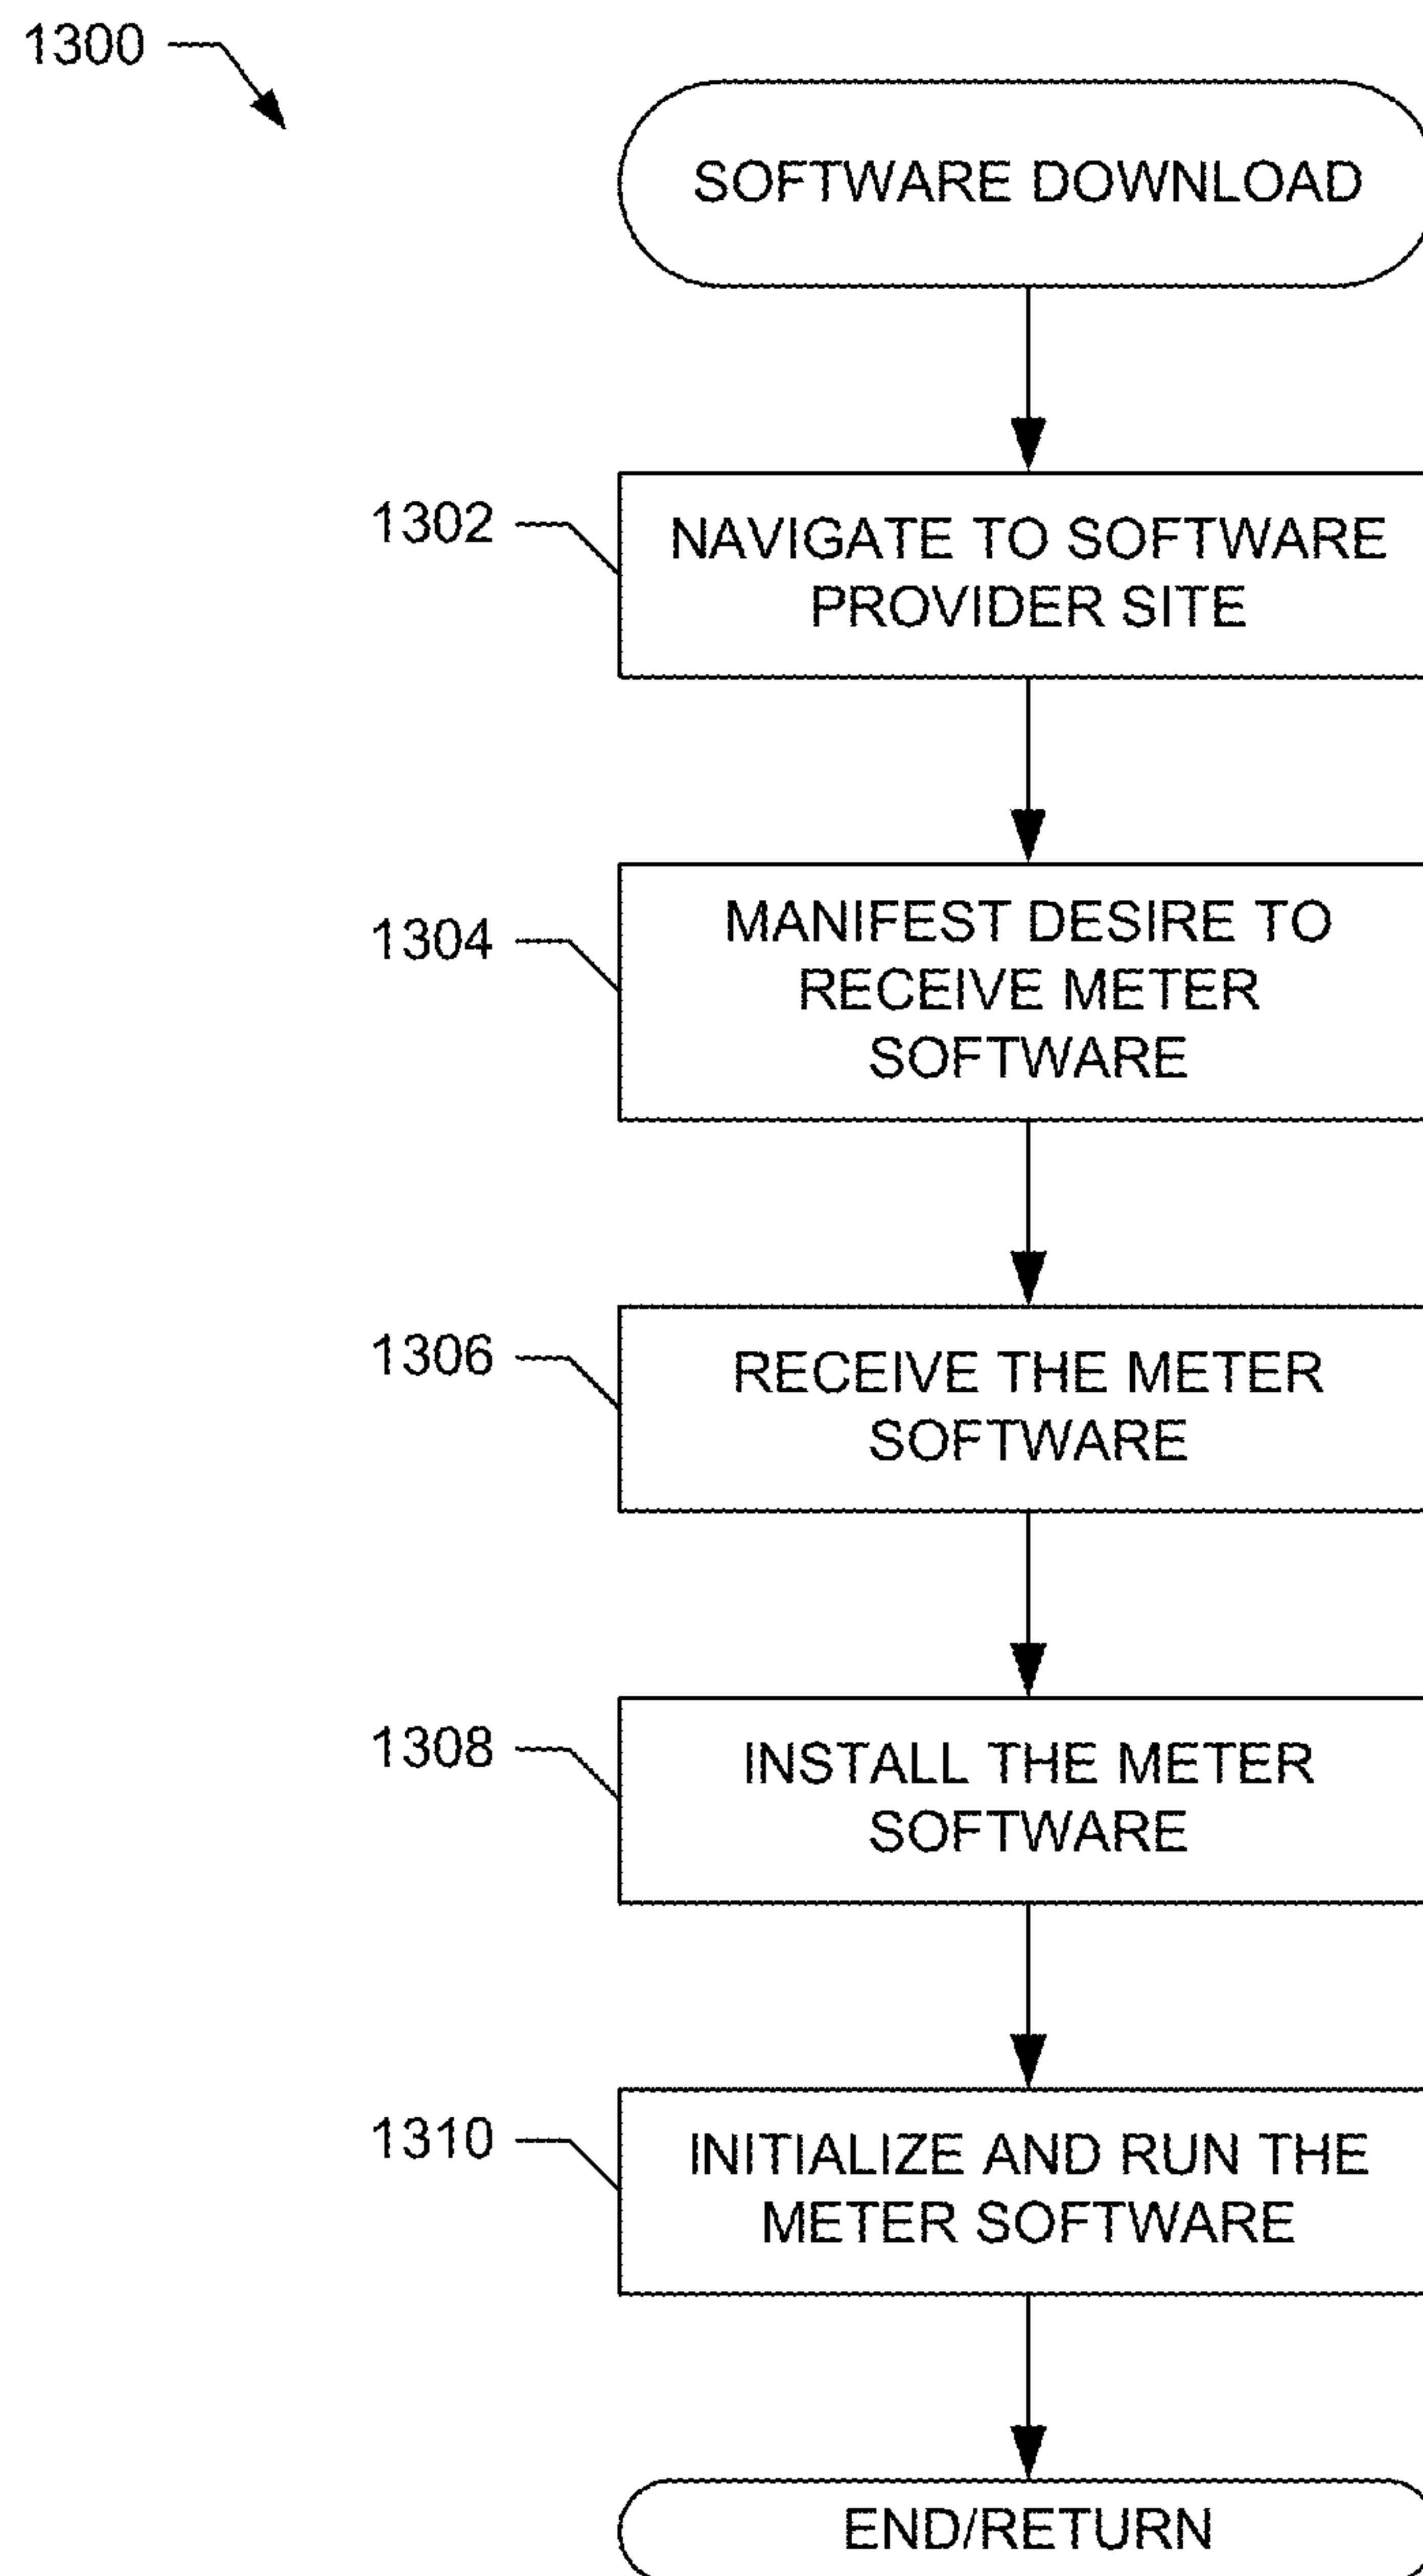 1300
SOFTWARE DOWNLOAD
1302
NAVIGATE TO SOFTWARE
PROVIDER SITE
1304
MANIFEST DESIRE TO
RECEIVE METER
SOFTWARE
1306
RECEIVE THE METER
SOFTWARE
1308
INSTALL THE METER
SOFTWARE
1310
INITIALIZE AND RUN THE
METER SOFTWARE
END/RETURN